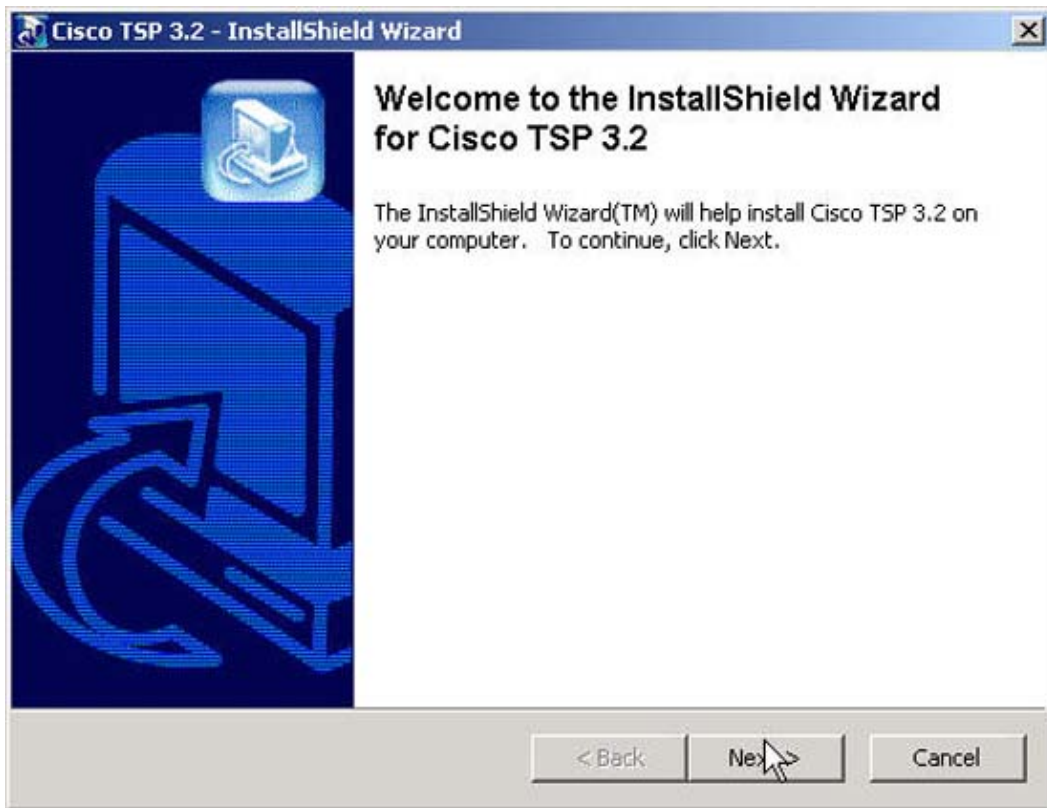 Cisco TSP 3.2 - InstallShield Wizard
Welcome to the InstallShield Wizard
for Cisco TSP 3.2
The InstallShield Wizard(TM) will help install Cisco TSP 3.2 on
your computer. To continue, click Next.
< Back
Next >
Cancel